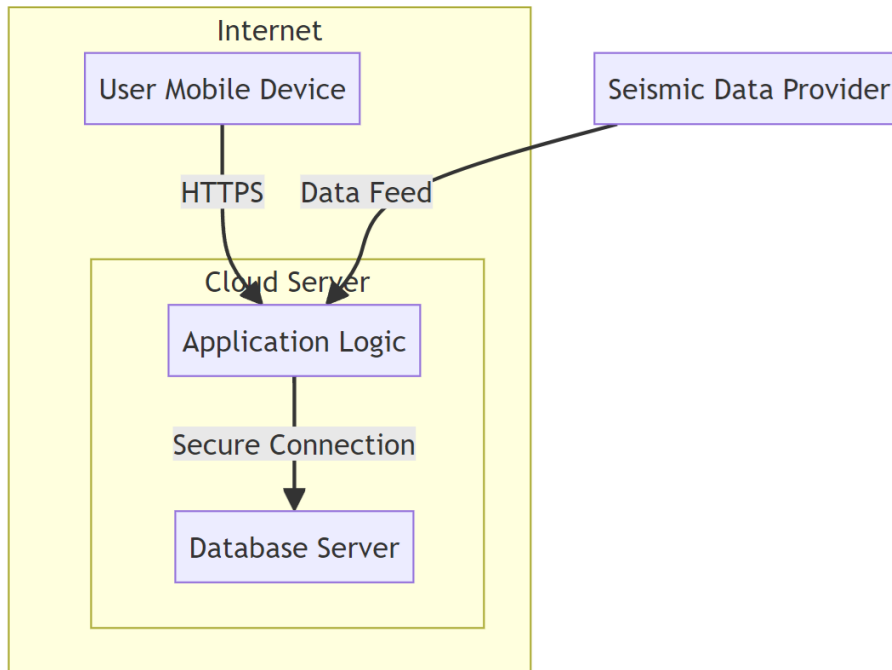 Internet
User Mobile Device
Seismic Data Provider
HTTPS
Data Feed
Cloud Server
Application Logic
Secure Connection
Database Server